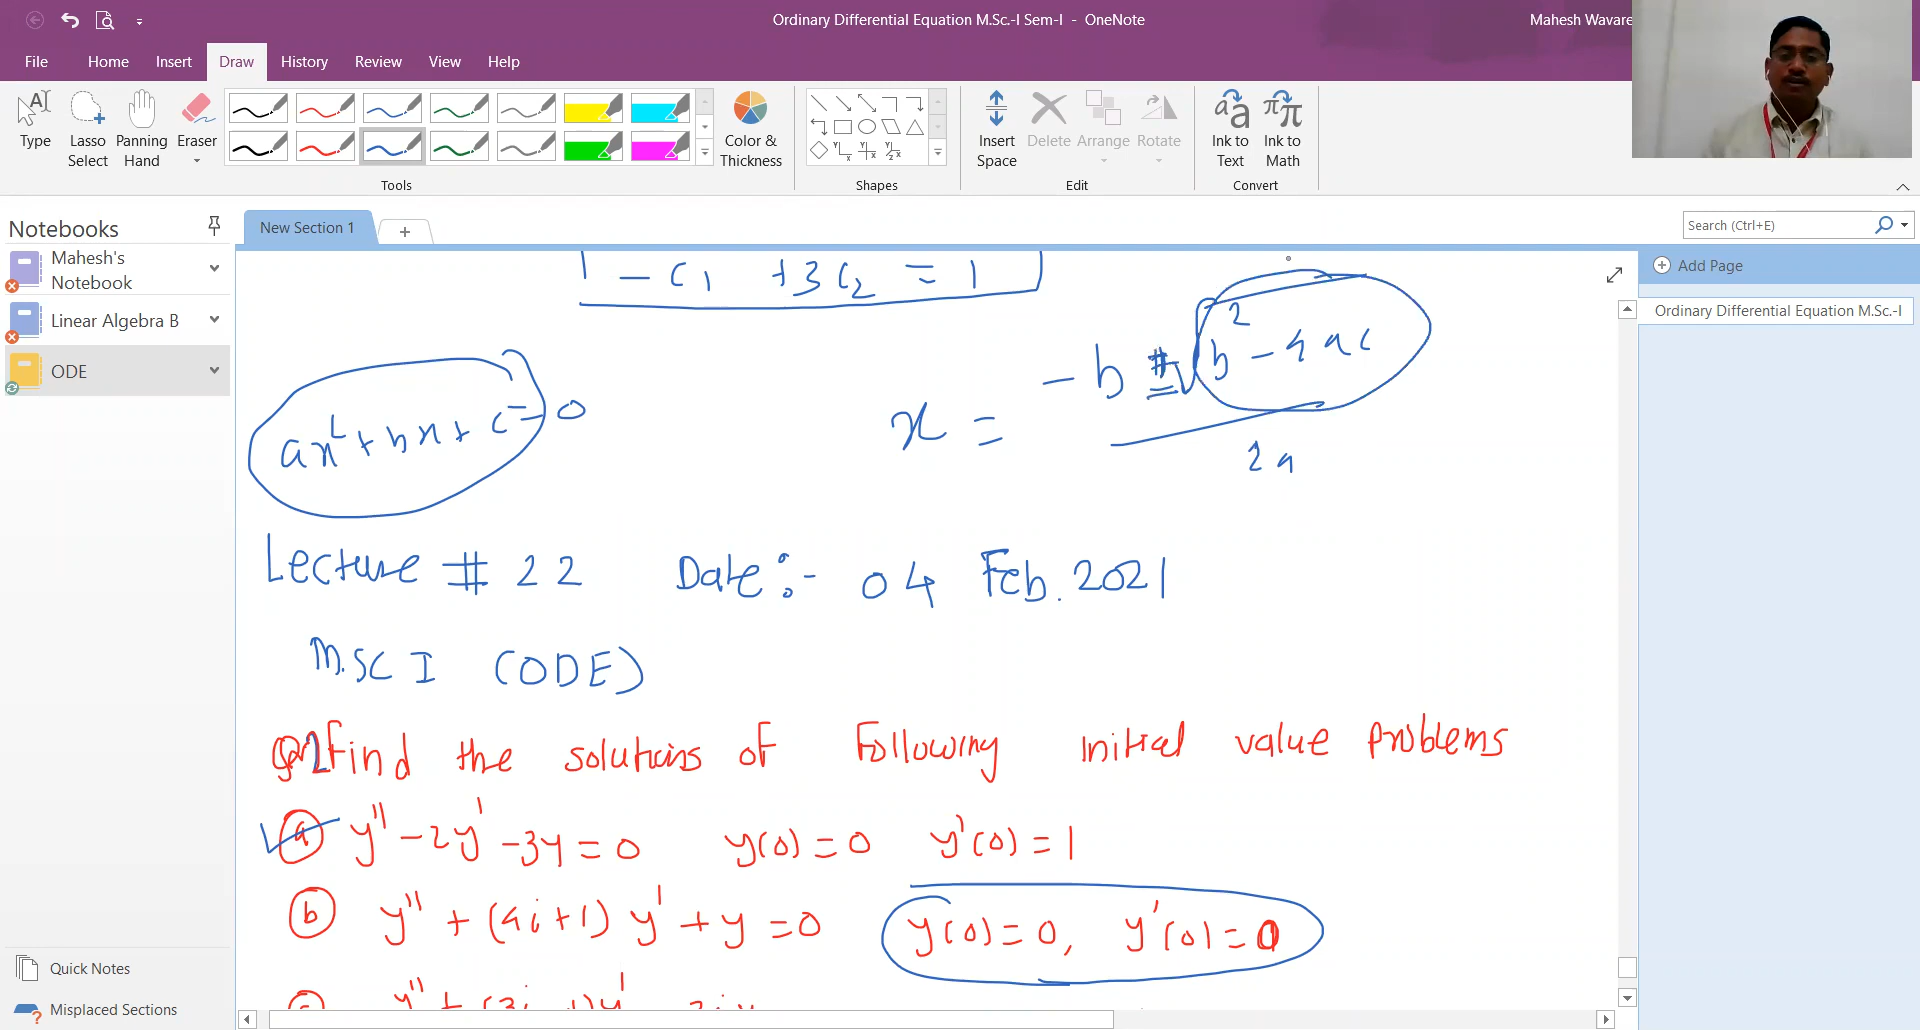 Ordinary Differential Equation M.Sc.-I Sem-I - OneNote
Mahesh Wavare
File Home Insert Draw History Review View Help
Type
Lasso Select
Panning Hand
Eraser
Color & Thickness
Insert Space
Delete
Arrange
Rotate
Ink to Text
Ink to Math
Tools
Shapes
Edit
Convert
Notebooks
Mahesh's Notebook
Linear Algebra B
ODE
Quick Notes
Misplaced Sections
New Section 1
Search (Ctrl+E)
Add Page
Ordinary Differential Equation M.Sc.-I
- c₁ + 3c₂ = 1
ax² + bx + c = 0
x = (-b ± √(b² - 4ac)) / 2a
Lecture # 22 Date:- 04 Feb. 2021
M.SC I (ODE)
Find the solutions of Following initial value problems
(a) y'' - 2y' - 3y = 0 y(0) = 0 y'(0) = 1
(b) y'' + (4i+1) y' + y = 0 y(0) = 0, y'(0) = 0